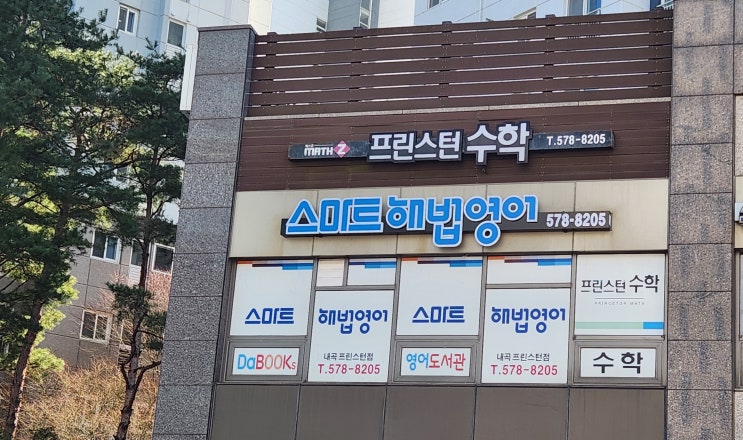 MATH Z 프린스턴 수학 T.578-8205
스마트해법영어 578-8205
스마트 해법영어 스마트 해법영어 프린스턴 수학
PRINCETON MATH
DaBOOKs 내곡 프린스턴점 영어도서관 내곡 프린스턴점 수학
T.578-8205 T.578-8205